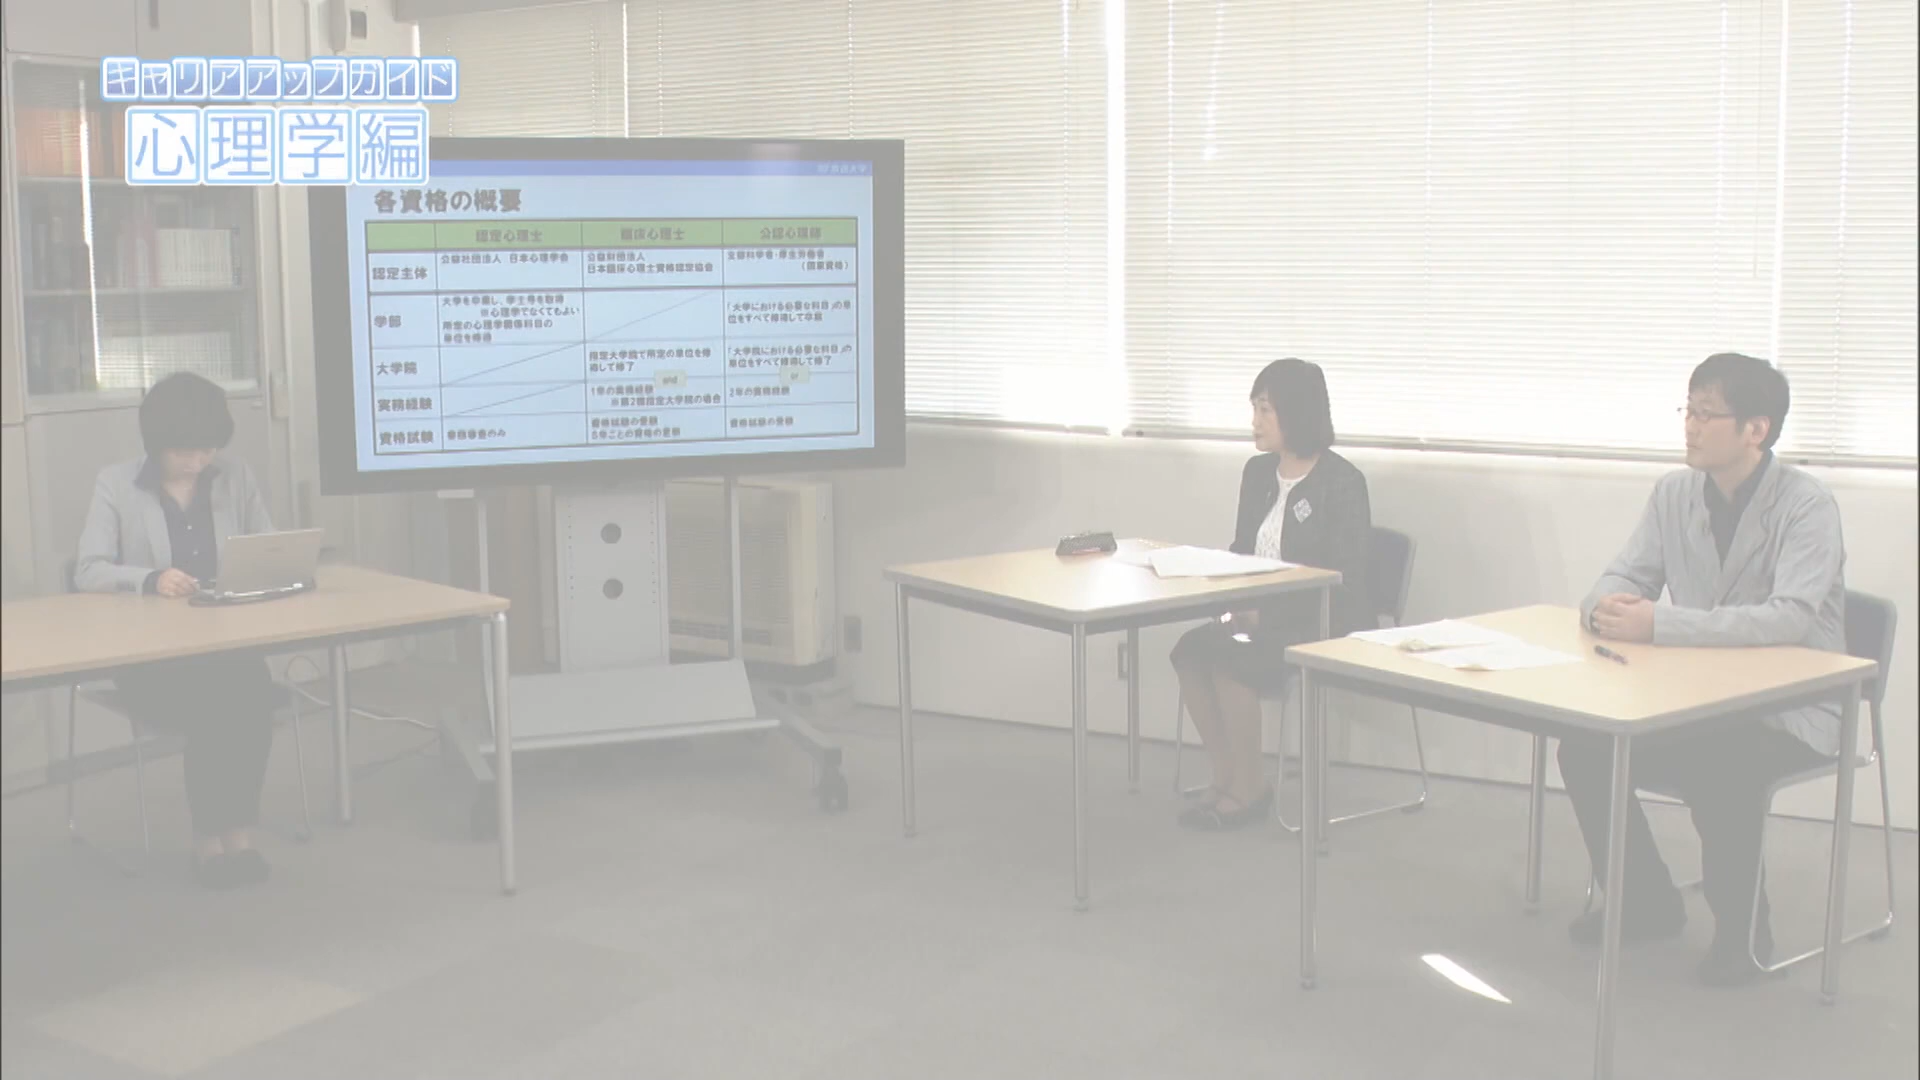 キャリアアップガイド
心理学編
放送大学
各資格の概要
認定心理士 臨床心理士 公認心理師
認定主体
公益社団法人 日本心理学会
公益財団法人
日本臨床心理士資格認定協会
文部科学省・厚生労働省
(国家資格)
学部
大学を卒業し、学士号を取得
※心理学でなくてもよい
所定の心理学関係科目の
単位を修得
「大学における必要な科目」の単
位をすべて修得して卒業
大学院
指定大学院で所定の単位を修
得して修了
「大学院における必要な科目」の
単位をすべて修得して修了
and
or
実務経験
1年の実務経験
※第2種指定大学院の場合
2年の実務経験
資格試験
書類審査のみ
資格試験の受験
5年ごとの資格の更新
資格試験の受験